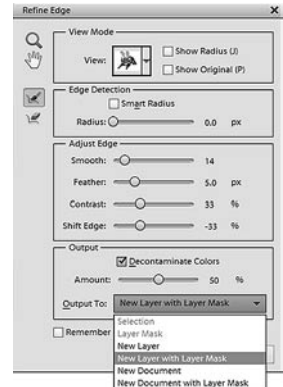 Refine Edge
View Mode
View:
Show Radius (J)
Show Original (P)
Edge Detection
Smart Radius
Radius: 0.0 px
Adjust Edge
Smooth: 14
Feather: 5.0 px
Contrast: 33 %
Shift Edge: -33 %
Output
Decontaminate Colors
Amount: 50 %
Output To: New Layer with Layer Mask
Remember
Selection
Layer Mask
New Layer
New Layer with Layer Mask
New Document
New Document with Layer Mask